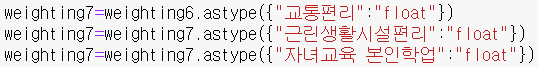 weighting7=weighting6.astype({"교통편리":"float"})
weighting7=weighting7.astype({"근린생활시설편리":"float"})
weighting7=weighting7.astype({"자녀교육 본인학업":"float"})